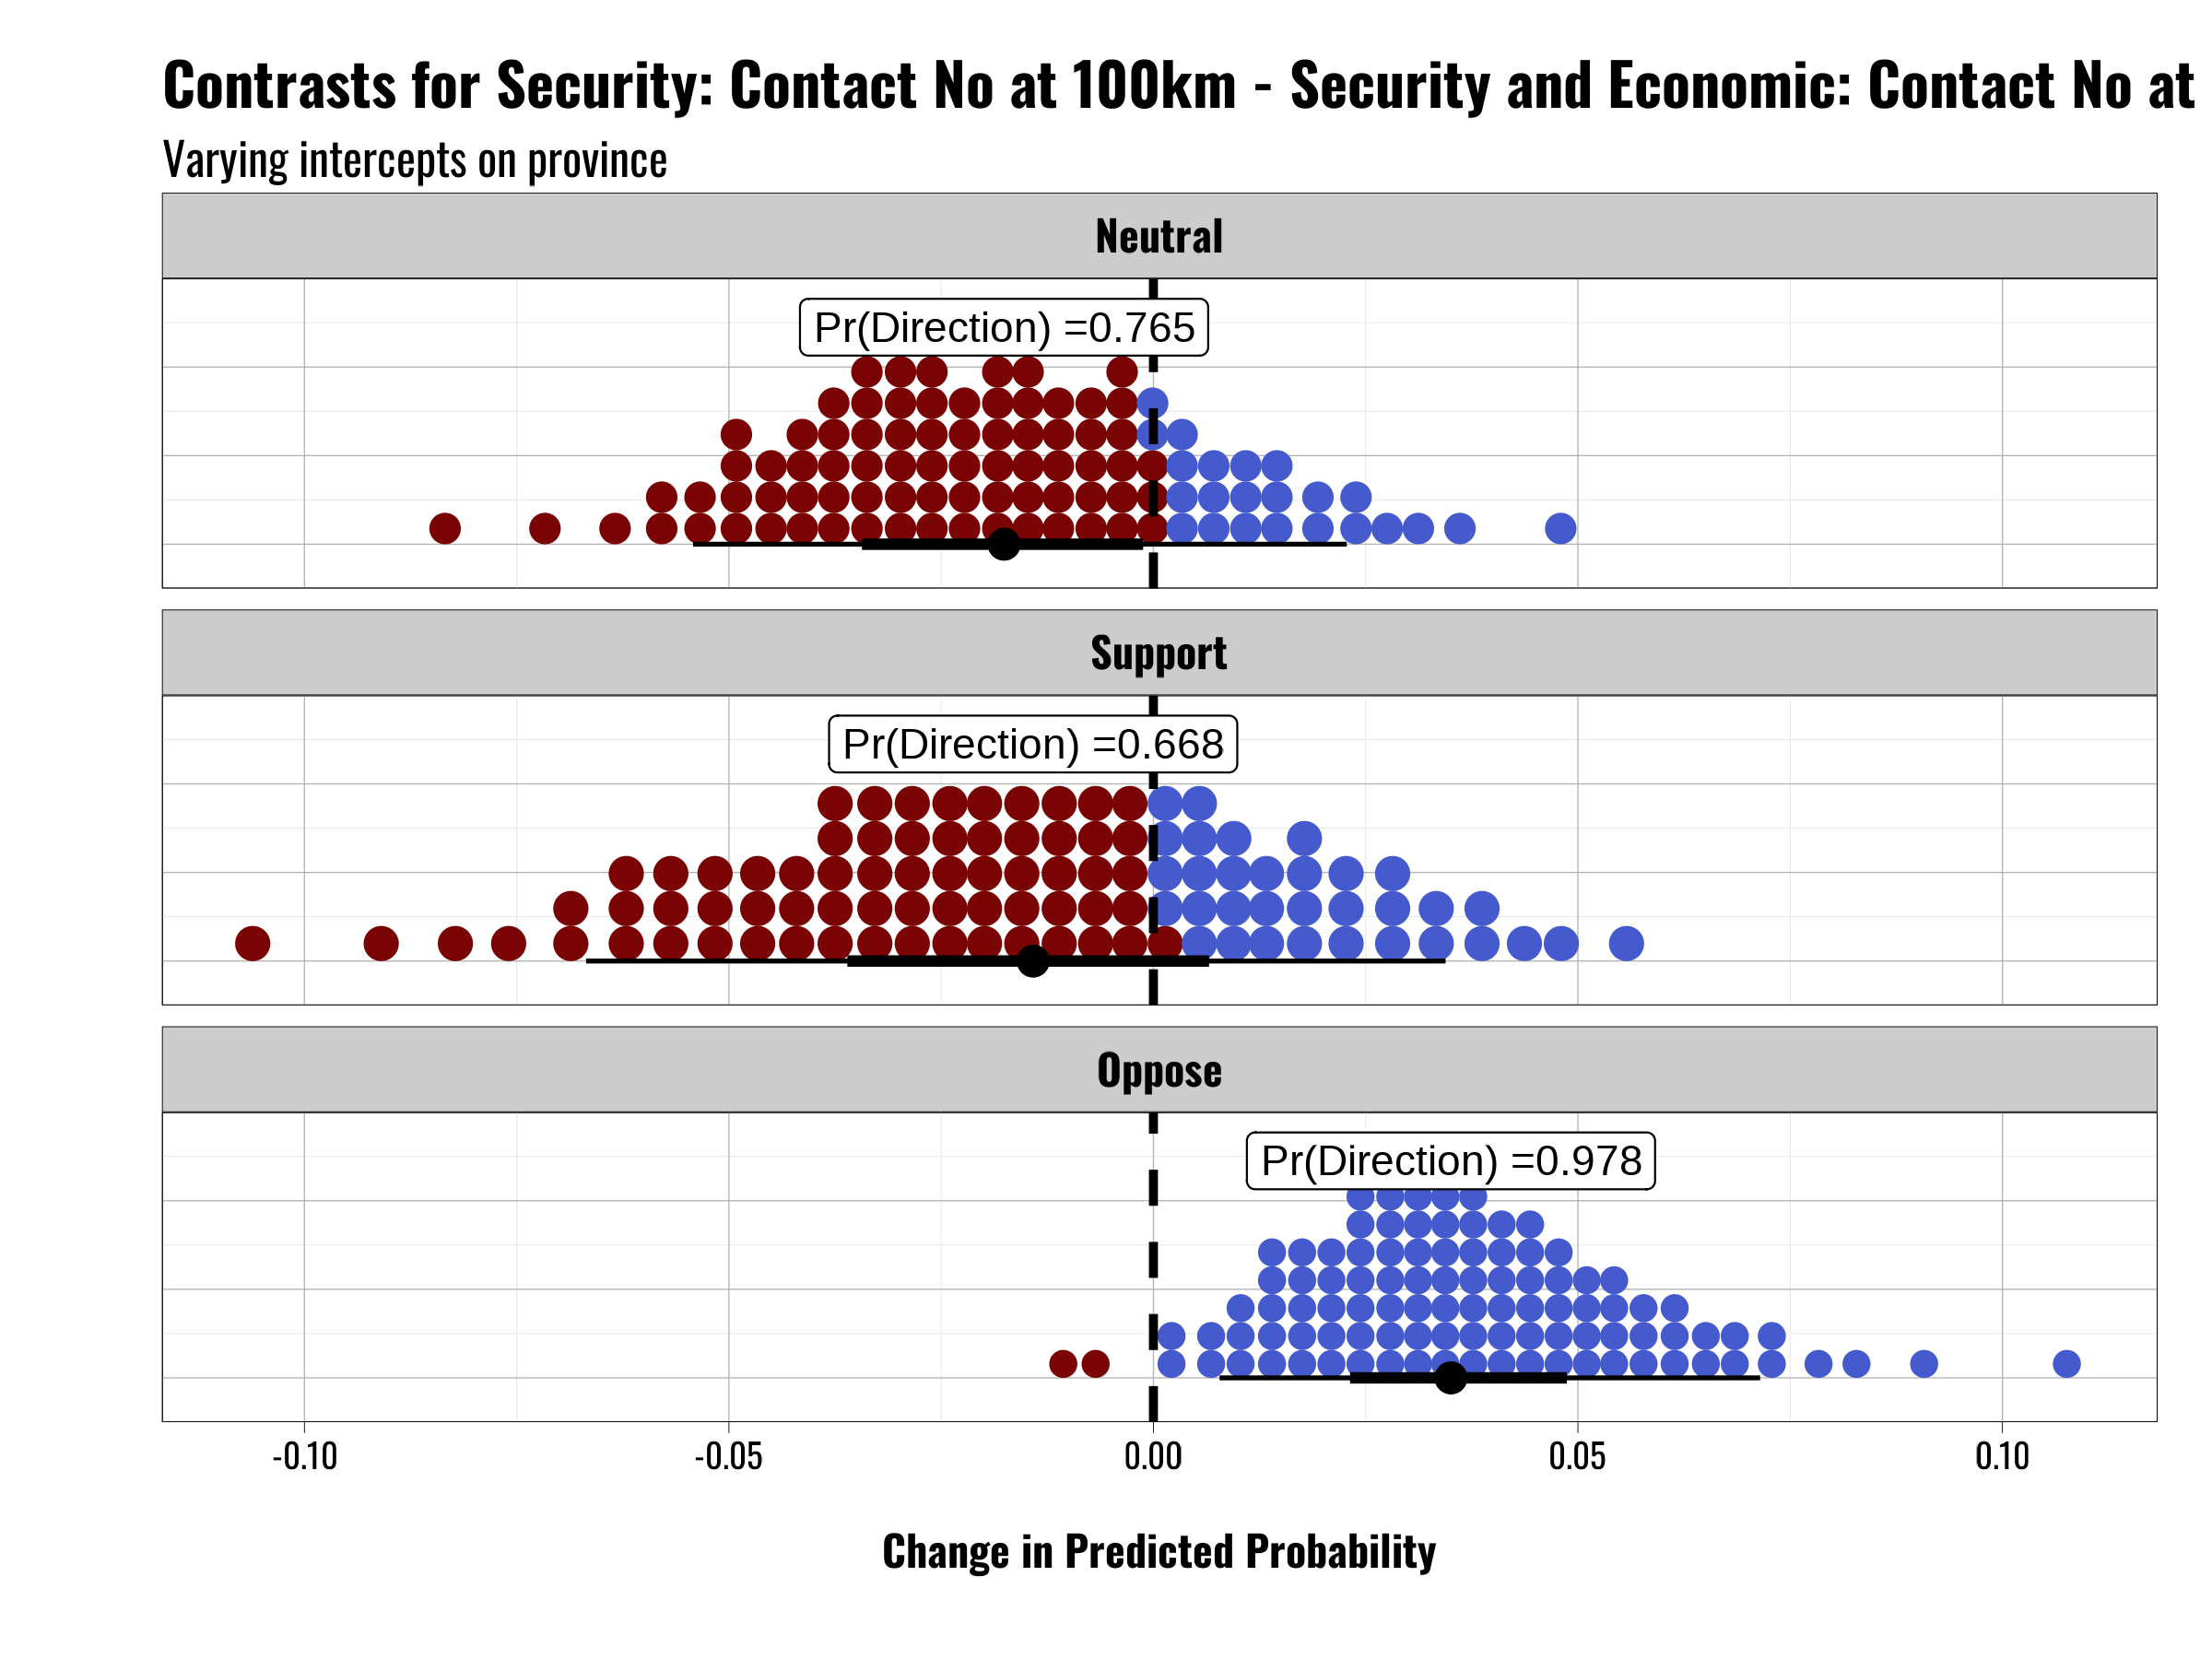 Contrasts for Security: Contact No at 100km - Security and Economic: Contact No at
Varying intercepts on province
Neutral
Pr(Direction) =0.765
Support
Pr(Direction) =0.668
Oppose
Pr(Direction) =0.978
-0.10 -0.05 0.00 0.05 0.10
Change in Predicted Probability